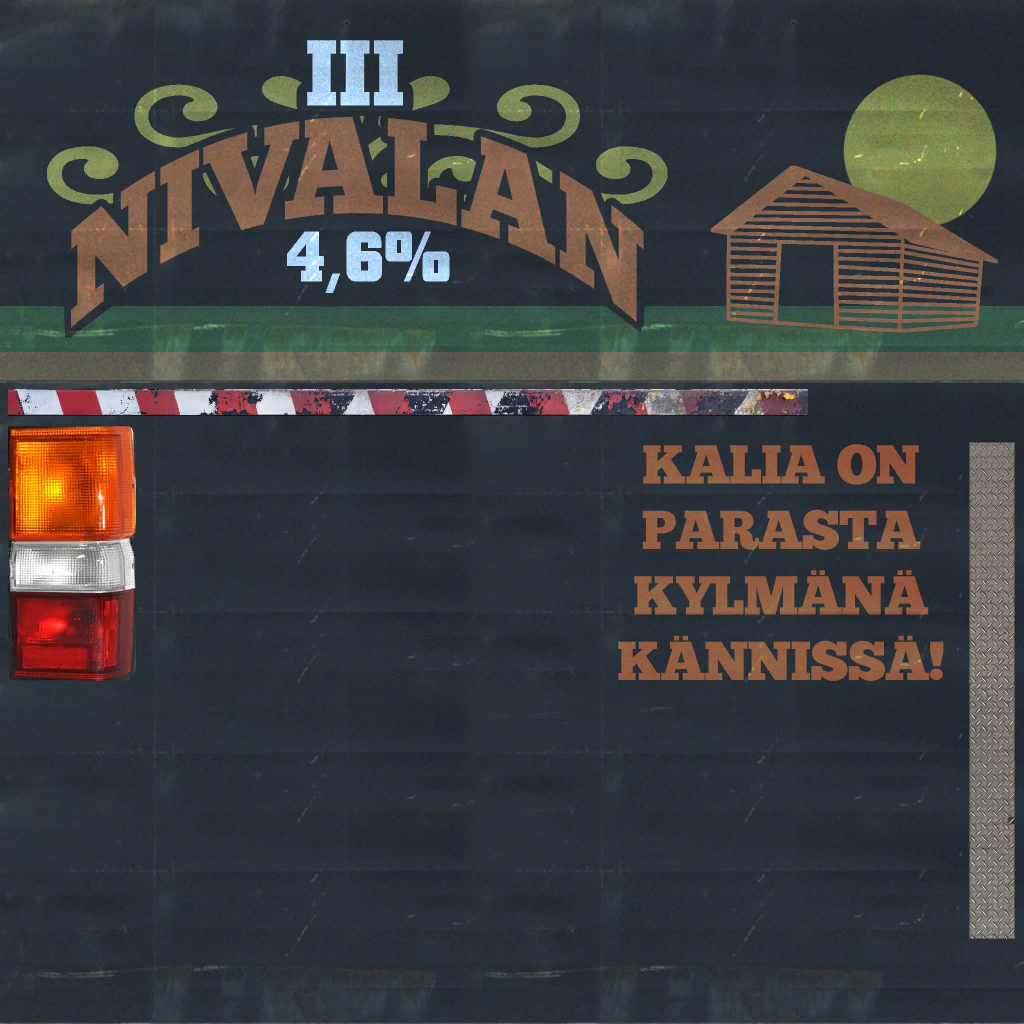 III
NIVALAN
4,6%
KALIA ON
PARASTA
KYLMÄNÄ
KÄNNISSÄ!